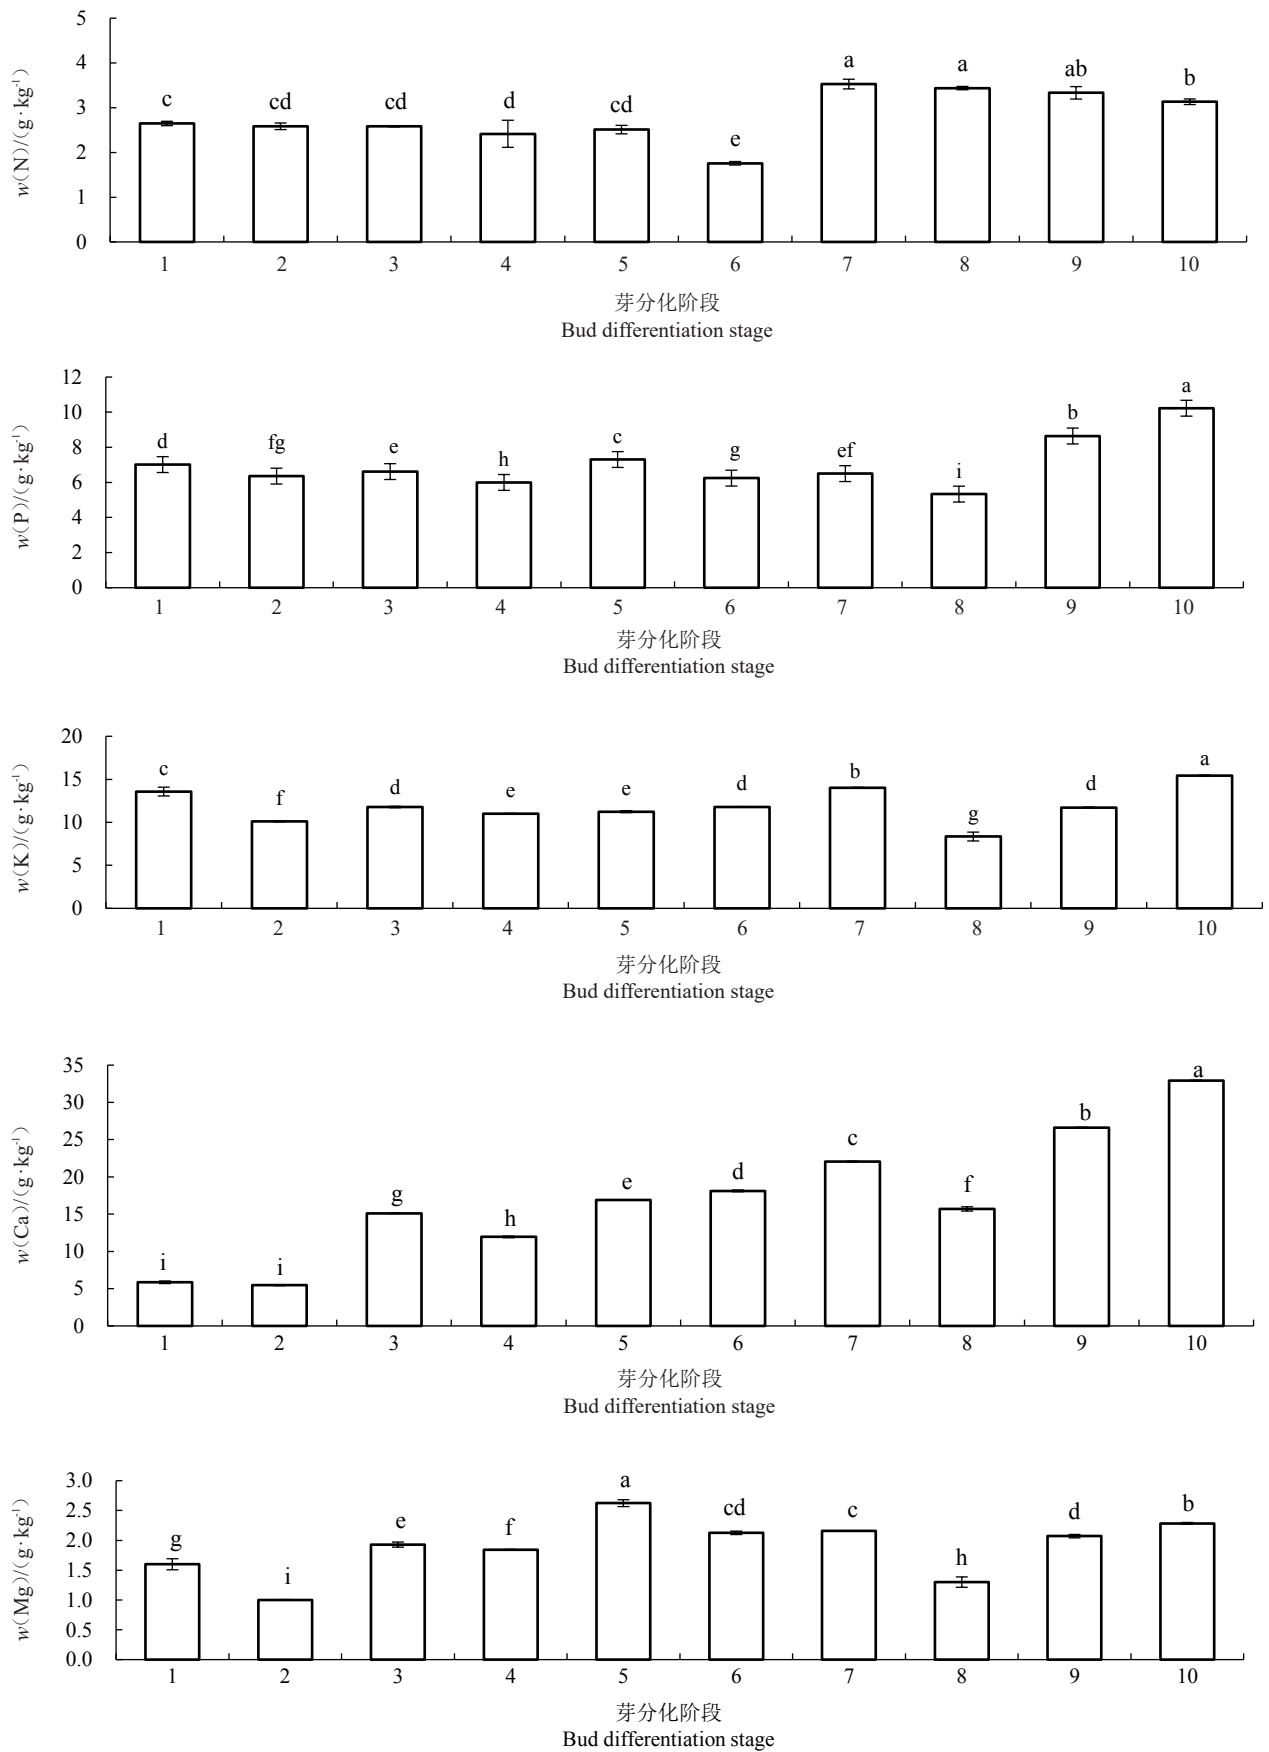 w(N)/(g·kg⁻¹)
5
4
3
2
1
0
c cd cd d cd e a a ab b
1 2 3 4 5 6 7 8 9 10
芽分化阶段
Bud differentiation stage
w(P)/(g·kg⁻¹)
12
10
8
6
4
2
0
d fg e h c g ef i b a
1 2 3 4 5 6 7 8 9 10
芽分化阶段
Bud differentiation stage
w(K)/(g·kg⁻¹)
20
15
10
5
0
c f d e e d b g d a
1 2 3 4 5 6 7 8 9 10
芽分化阶段
Bud differentiation stage
w(Ca)/(g·kg⁻¹)
35
30
25
20
15
10
5
0
i i g h e d c f b a
1 2 3 4 5 6 7 8 9 10
芽分化阶段
Bud differentiation stage
w(Mg)/(g·kg⁻¹)
3.0
2.5
2.0
1.5
1.0
0.5
0.0
g i e f a cd c h d b
1 2 3 4 5 6 7 8 9 10
芽分化阶段
Bud differentiation stage